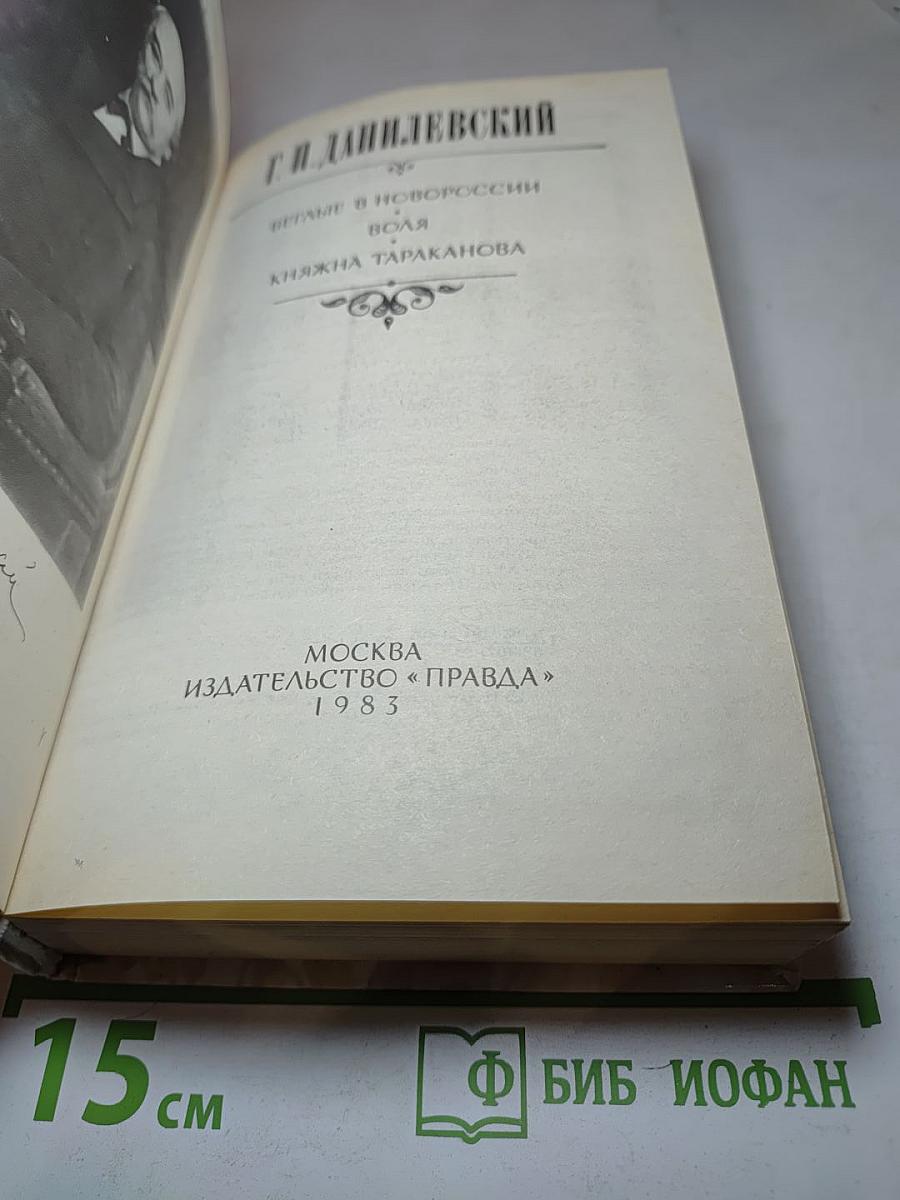 Г. П. ДАНИЛЕВСКИЙ
БЕГЛЫЕ В НОВОРОССИИ
ВОЛЯ
КНЯЖНА ТАРАКАНОВА
МОСКВА
ИЗДАТЕЛЬСТВО «ПРАВДА»
1983
15 см
Ф БИБ ИОФАН